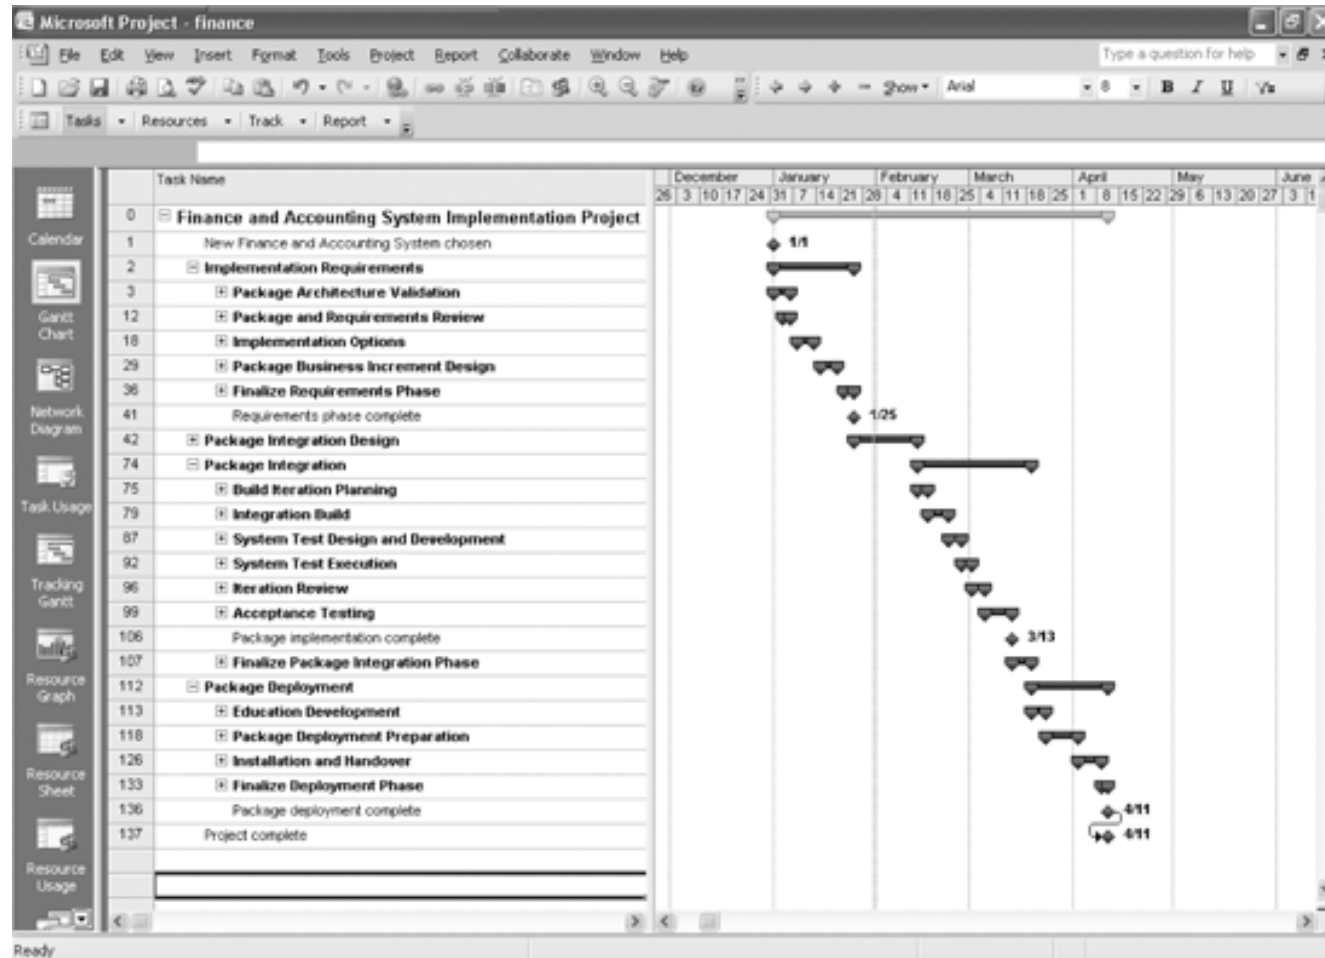 Microsoft Project - finance
File Edit View Insert Format Tools Project Report Collaborate Window Help Type a question for help
Show Arial 8 B I U
Tasks Resources Track Report
Task Name
December January February March April May June
26 3 10 17 24 31 7 14 21 28 4 11 18 25 4 11 18 25 1 8 15 22 29 6 13 20 27 3 1
0 Finance and Accounting System Implementation Project
1 New Finance and Accounting System chosen 1/1
2 Implementation Requirements
3 Package Architecture Validation
12 Package and Requirements Review
18 Implementation Options
29 Package Business Increment Design
36 Finalize Requirements Phase
41 Requirements phase complete 1/25
42 Package Integration Design
74 Package Integration
75 Build Iteration Planning
79 Integration Build
87 System Test Design and Development
92 System Test Execution
96 Iteration Review
99 Acceptance Testing
106 Package implementation complete 3/13
107 Finalize Package Integration Phase
112 Package Deployment
113 Education Development
118 Package Deployment Preparation
126 Installation and Handover
133 Finalize Deployment Phase
136 Package deployment complete 4/11
137 Project complete 4/11
Calendar
Gantt
Chart
Network
Diagram
Task Usage
Tracking
Gantt
Resource
Graph
Resource
Sheet
Resource
Usage
Ready